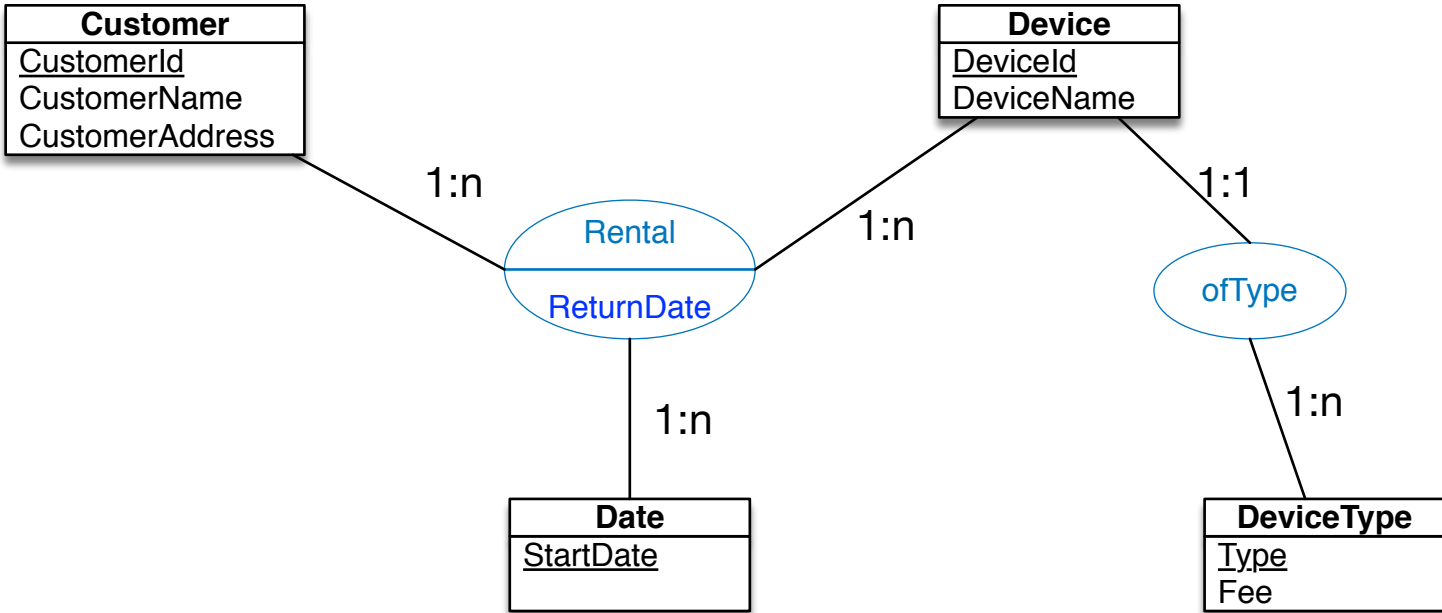 Customer
CustomerId
CustomerName
CustomerAddress
Device
DeviceId
DeviceName
1:n
1:n
1:1
Rental
ReturnDate
ofType
1:n
1:n
Date
StartDate
DeviceType
Type
Fee